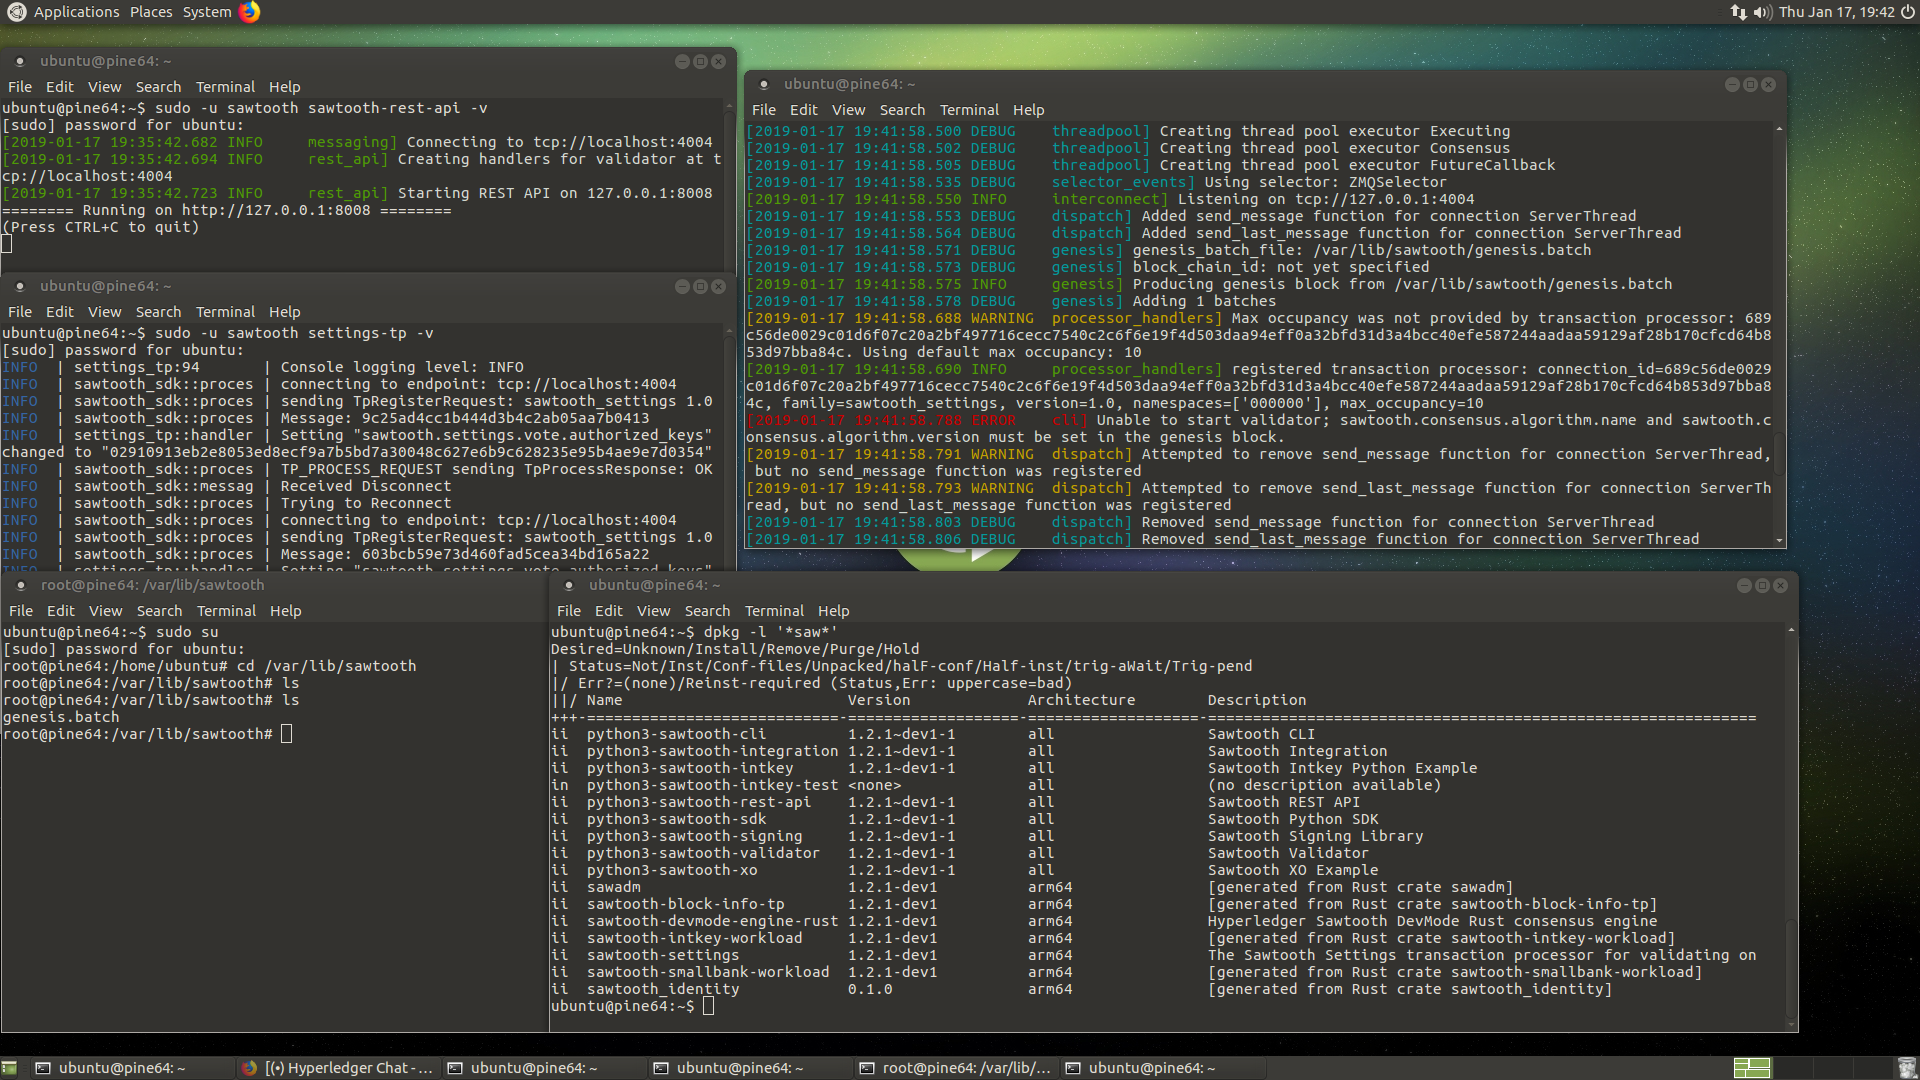 Applications Places System
Thu Jan 17, 19:42
ubuntu@pine64: ~
File Edit View Search Terminal Help
ubuntu@pine64:~$ sudo -u sawtooth sawtooth-rest-api -v
[sudo] password for ubuntu:
[2019-01-17 19:35:42.682 INFO     messaging] Connecting to tcp://localhost:4004
[2019-01-17 19:35:42.694 INFO     rest_api] Creating handlers for validator at t
cp://localhost:4004
[2019-01-17 19:35:42.723 INFO     rest_api] Starting REST API on 127.0.0.1:8008
======== Running on http://127.0.0.1:8008 ========
(Press CTRL+C to quit)
ubuntu@pine64: ~
File Edit View Search Terminal Help
ubuntu@pine64:~$ sudo -u sawtooth settings-tp -v
[sudo] password for ubuntu:
INFO  | settings_tp:94       | Console logging level: INFO
INFO  | sawtooth_sdk::proces | connecting to endpoint: tcp://localhost:4004
INFO  | sawtooth_sdk::proces | sending TpRegisterRequest: sawtooth_settings 1.0
INFO  | sawtooth_sdk::proces | Message: 9c25ad4cc1b444d3b4c2ab05aa7b0413
INFO  | settings_tp::handler | Setting "sawtooth.settings.vote.authorized_keys"
changed to "02910913eb2e8053ed8ecf9a7b5bd7a30048c627e6b9c628235e95b4ae9e7d0354"
INFO  | sawtooth_sdk::proces | TP_PROCESS_REQUEST sending TpProcessResponse: OK
INFO  | sawtooth_sdk::messag | Received Disconnect
INFO  | sawtooth_sdk::proces | Trying to Reconnect
INFO  | sawtooth_sdk::proces | connecting to endpoint: tcp://localhost:4004
INFO  | sawtooth_sdk::proces | sending TpRegisterRequest: sawtooth_settings 1.0
INFO  | sawtooth_sdk::proces | Message: 603bcb59e73d460fad5cea34bd165a22
INFO  | settings_tp::handler | Setting "sawtooth.settings.vote.authorized_keys"
ubuntu@pine64: ~
File Edit View Search Terminal Help
[2019-01-17 19:41:58.500 DEBUG    threadpool] Creating thread pool executor Executing
[2019-01-17 19:41:58.502 DEBUG    threadpool] Creating thread pool executor Consensus
[2019-01-17 19:41:58.505 DEBUG    threadpool] Creating thread pool executor FutureCallback
[2019-01-17 19:41:58.535 DEBUG    selector_events] Using selector: ZMQSelector
[2019-01-17 19:41:58.550 INFO     interconnect] Listening on tcp://127.0.0.1:4004
[2019-01-17 19:41:58.553 DEBUG    dispatch] Added send_message function for connection ServerThread
[2019-01-17 19:41:58.564 DEBUG    dispatch] Added send_last_message function for connection ServerThread
[2019-01-17 19:41:58.571 DEBUG    genesis] genesis_batch_file: /var/lib/sawtooth/genesis.batch
[2019-01-17 19:41:58.573 DEBUG    genesis] block_chain_id: not yet specified
[2019-01-17 19:41:58.575 INFO     genesis] Producing genesis block from /var/lib/sawtooth/genesis.batch
[2019-01-17 19:41:58.578 DEBUG    genesis] Adding 1 batches
[2019-01-17 19:41:58.688 WARNING  processor_handlers] Max occupancy was not provided by transaction processor: 689
c56de0029c01d6f07c20a2bf497716cecc7540c2c6f6e19f4d503daa94eff0a32bfd31d3a4bcc40efe587244aadaa59129af28b170cfcd64b8
53d97bba84c. Using default max occupancy: 10
[2019-01-17 19:41:58.690 INFO     processor_handlers] registered transaction processor: connection_id=689c56de0029
c01d6f07c20a2bf497716cecc7540c2c6f6e19f4d503daa94eff0a32bfd31d3a4bcc40efe587244aadaa59129af28b170cfcd64b853d97bba8
4c, family=sawtooth_settings, version=1.0, namespaces=['000000'], max_occupancy=10
[2019-01-17 19:41:58.788 ERROR    cli] Unable to start validator; sawtooth.consensus.algorithm.name and sawtooth.c
onsensus.algorithm.version must be set in the genesis block.
[2019-01-17 19:41:58.791 WARNING  dispatch] Attempted to remove send_message function for connection ServerThread,
 but no send_message function was registered
[2019-01-17 19:41:58.793 WARNING  dispatch] Attempted to remove send_last_message function for connection ServerTh
read, but no send_last_message function was registered
[2019-01-17 19:41:58.803 DEBUG    dispatch] Removed send_message function for connection ServerThread
[2019-01-17 19:41:58.806 DEBUG    dispatch] Removed send_last_message function for connection ServerThread
root@pine64: /var/lib/sawtooth
File Edit View Search Terminal Help
ubuntu@pine64:~$ sudo su
[sudo] password for ubuntu:
root@pine64:/home/ubuntu# cd /var/lib/sawtooth
root@pine64:/var/lib/sawtooth# ls
root@pine64:/var/lib/sawtooth# ls
genesis.batch
root@pine64:/var/lib/sawtooth#
ubuntu@pine64: ~
File Edit View Search Terminal Help
ubuntu@pine64:~$ dpkg -l '*saw*'
Desired=Unknown/Install/Remove/Purge/Hold
| Status=Not/Inst/Conf-files/Unpacked/halF-conf/Half-inst/trig-aWait/Trig-pend
|/ Err?=(none)/Reinst-required (Status,Err: uppercase=bad)
||/ Name                         Version             Architecture        Description
+++-============================-===================-===================-=============================================================
ii  python3-sawtooth-cli         1.2.1~dev1-1        all                 Sawtooth CLI
ii  python3-sawtooth-integration 1.2.1~dev1-1        all                 Sawtooth Integration
ii  python3-sawtooth-intkey      1.2.1~dev1-1        all                 Sawtooth Intkey Python Example
in  python3-sawtooth-intkey-test <none>              all                 (no description available)
ii  python3-sawtooth-rest-api    1.2.1~dev1-1        all                 Sawtooth REST API
ii  python3-sawtooth-sdk         1.2.1~dev1-1        all                 Sawtooth Python SDK
ii  python3-sawtooth-signing     1.2.1~dev1-1        all                 Sawtooth Signing Library
ii  python3-sawtooth-validator   1.2.1~dev1-1        all                 Sawtooth Validator
ii  python3-sawtooth-xo          1.2.1~dev1-1        all                 Sawtooth XO Example
ii  sawadm                       1.2.1-dev1          arm64               [generated from Rust crate sawadm]
ii  sawtooth-block-info-tp       1.2.1-dev1          arm64               [generated from Rust crate sawtooth-block-info-tp]
ii  sawtooth-devmode-engine-rust 1.2.1-dev1          arm64               Hyperledger Sawtooth DevMode Rust consensus engine
ii  sawtooth-intkey-workload     1.2.1-dev1          arm64               [generated from Rust crate sawtooth-intkey-workload]
ii  sawtooth-settings            1.2.1-dev1          arm64               The Sawtooth Settings transaction processor for validating on
ii  sawtooth-smallbank-workload  1.2.1-dev1          arm64               [generated from Rust crate sawtooth-smallbank-workload]
ii  sawtooth_identity            0.1.0               arm64               [generated from Rust crate sawtooth_identity]
ubuntu@pine64:~$
ubuntu@pine64: ~
[(•) Hyperledger Chat - ...
ubuntu@pine64: ~
ubuntu@pine64: ~
root@pine64: /var/lib/...
ubuntu@pine64: ~